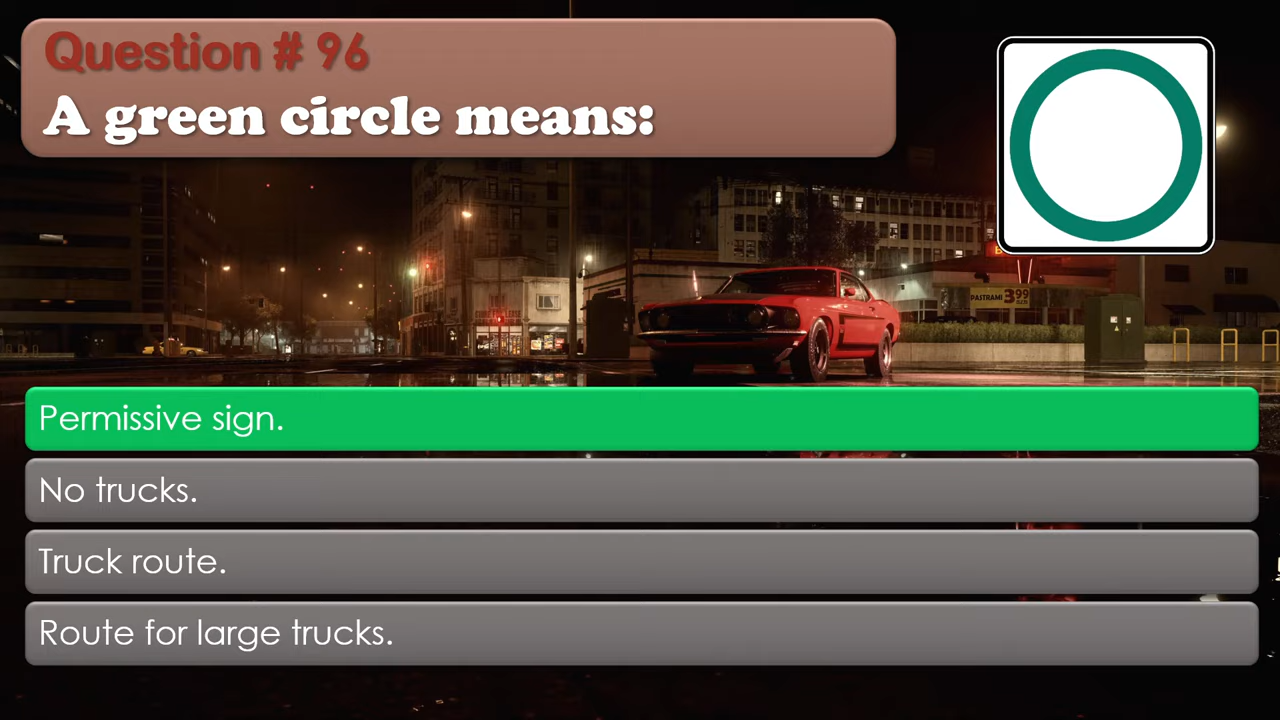 Question # 96
A green circle means:
PASTRAMI 3.99
Permissive sign.
No trucks.
Truck route.
Route for large trucks.